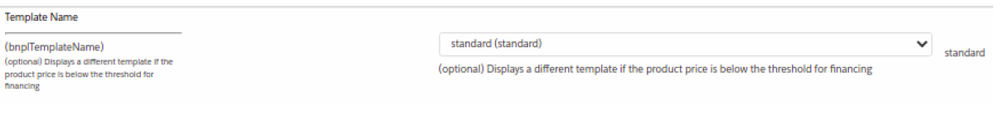 Template Name
(bnplTemplateName)
(optional) Displays a different template if the
product price is below the threshold for
financing
standard (standard)
(optional) Displays a different template if the product price is below the threshold for financing
standard